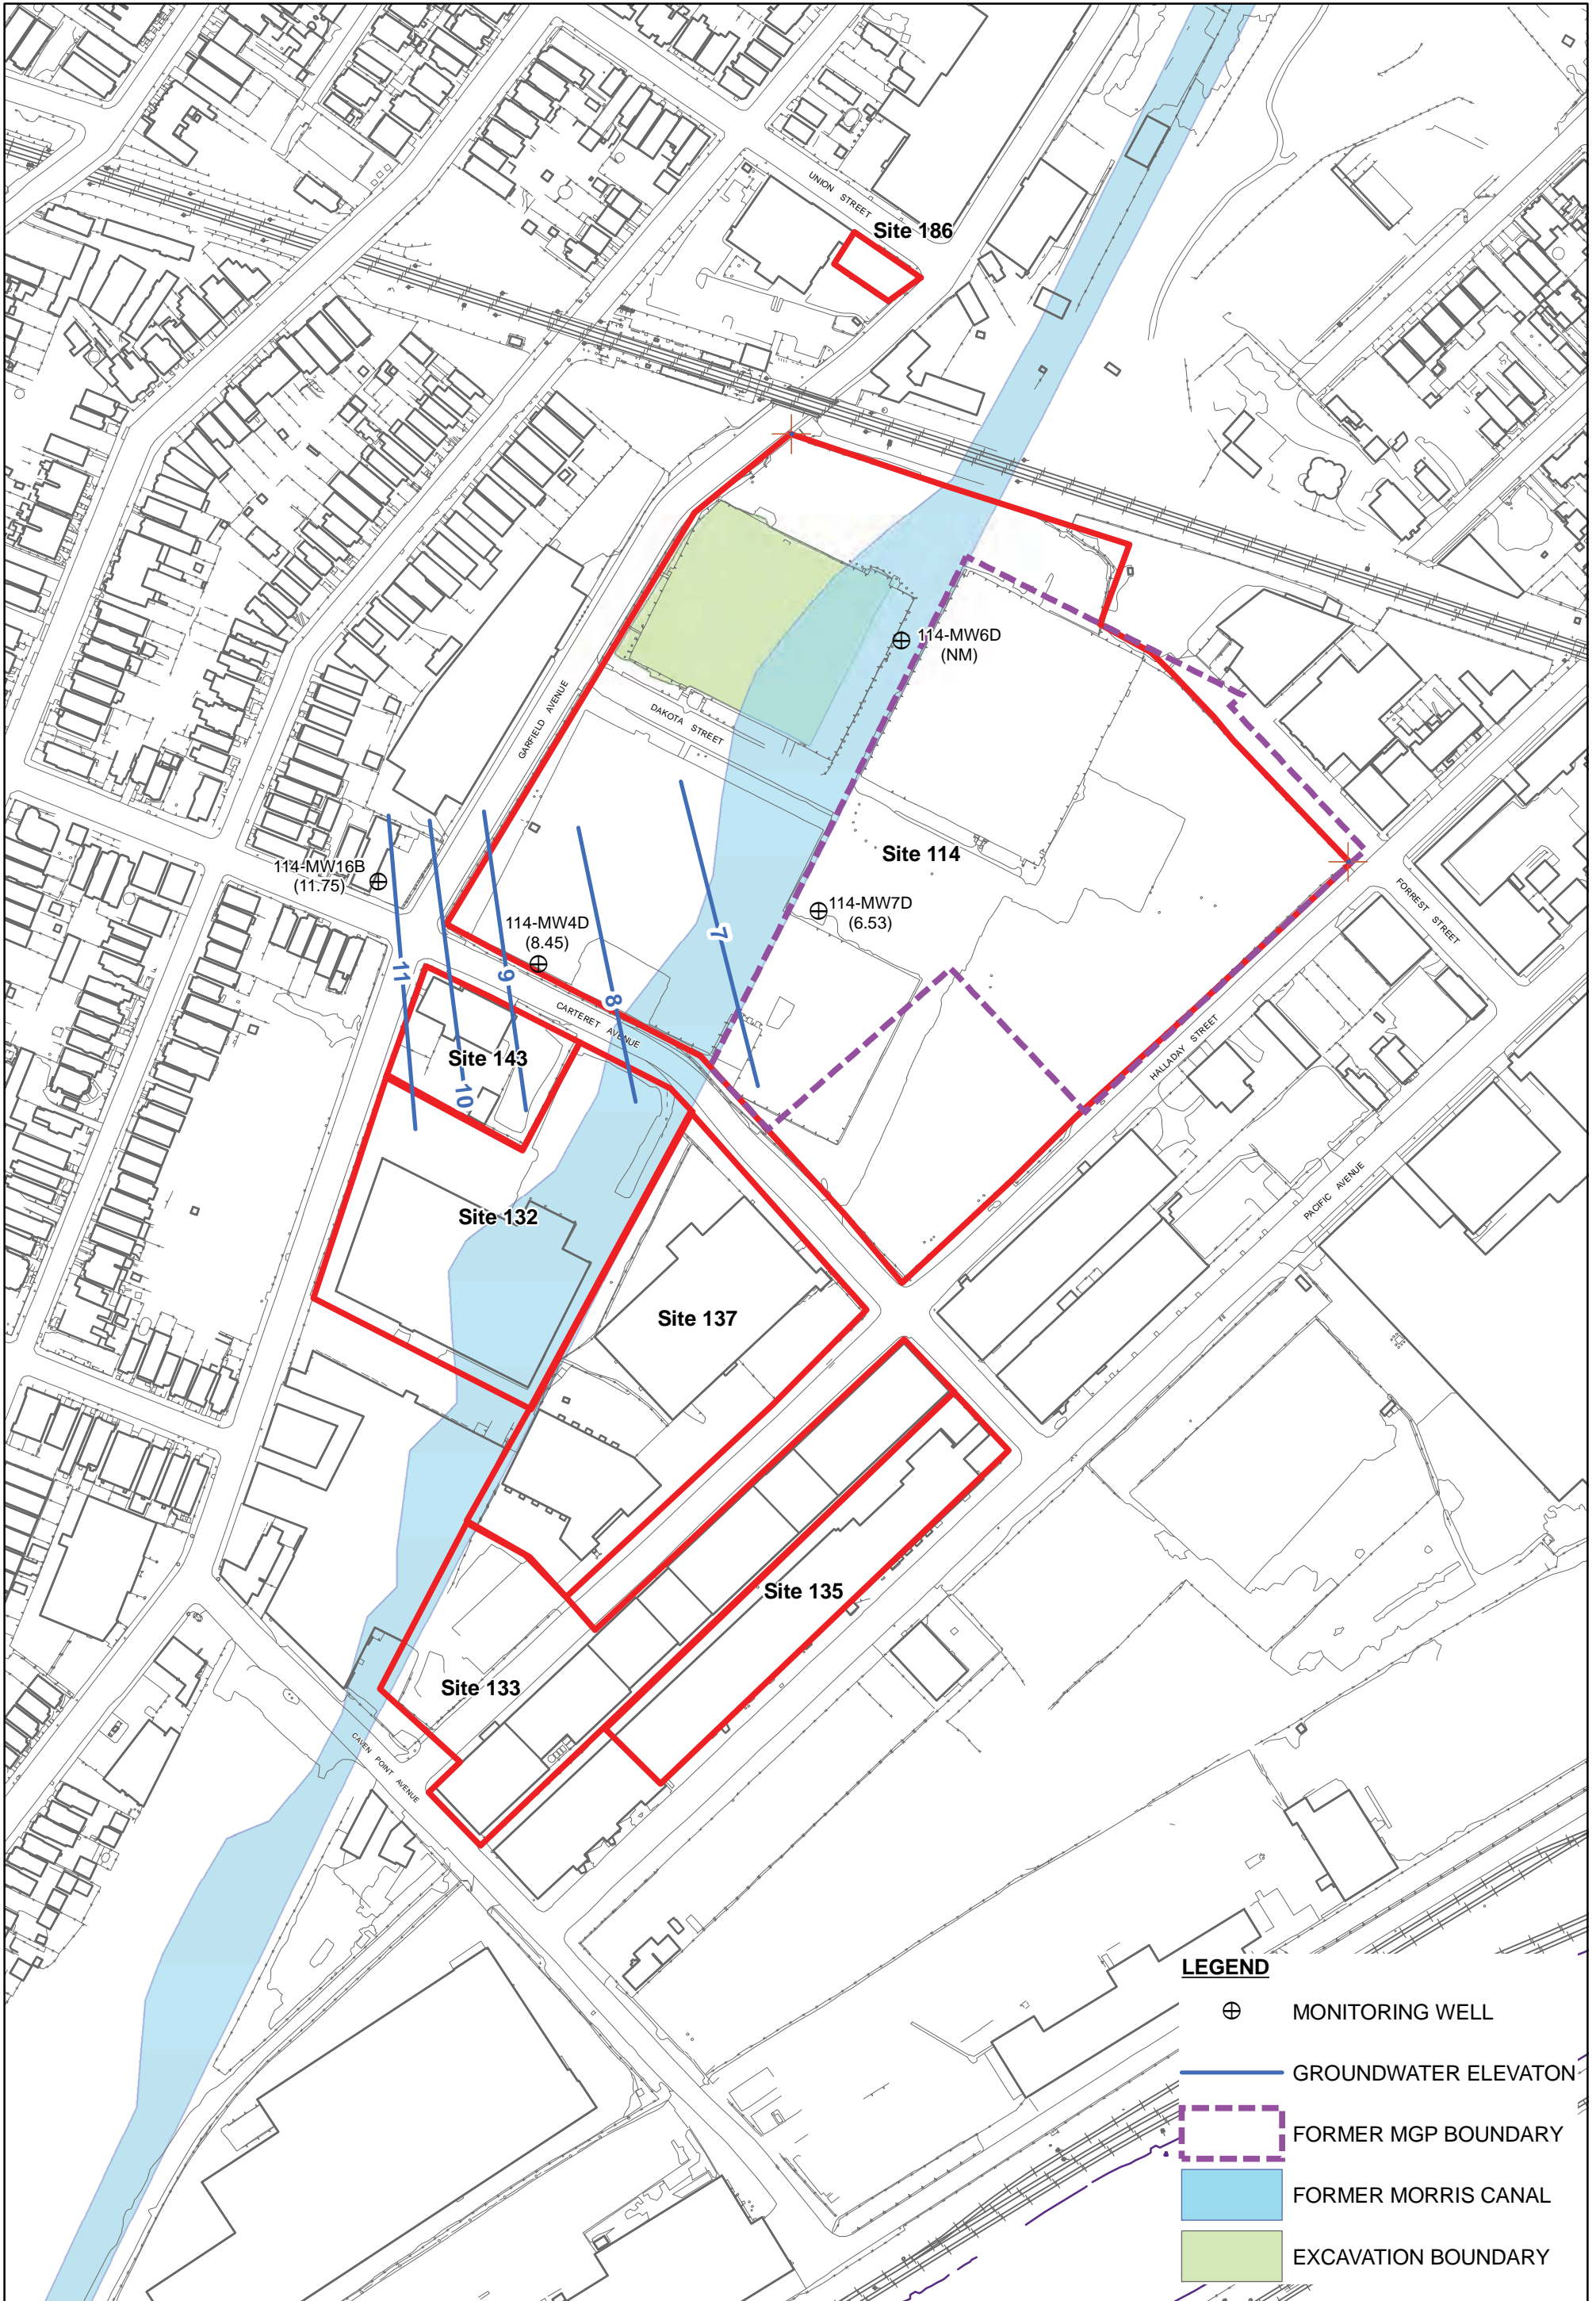 UNION STREET
Site 186
114-MW6D
(NM)
GARFIELD AVENUE
DAKOTA STREET
Site 114
114-MW16B
(11.75)
114-MW7D
(6.53)
FORREST STREET
114-MW4D
(8.45)
7
11
9
8
CARTERET AVENUE
HALLADAY STREET
Site 143
10
PACIFIC AVENUE
Site 132
Site 137
Site 135
Site 133
CAVEN POINT AVENUE
LEGEND
MONITORING WELL
GROUNDWATER ELEVATON
FORMER MGP BOUNDARY
FORMER MORRIS CANAL
EXCAVATION BOUNDARY